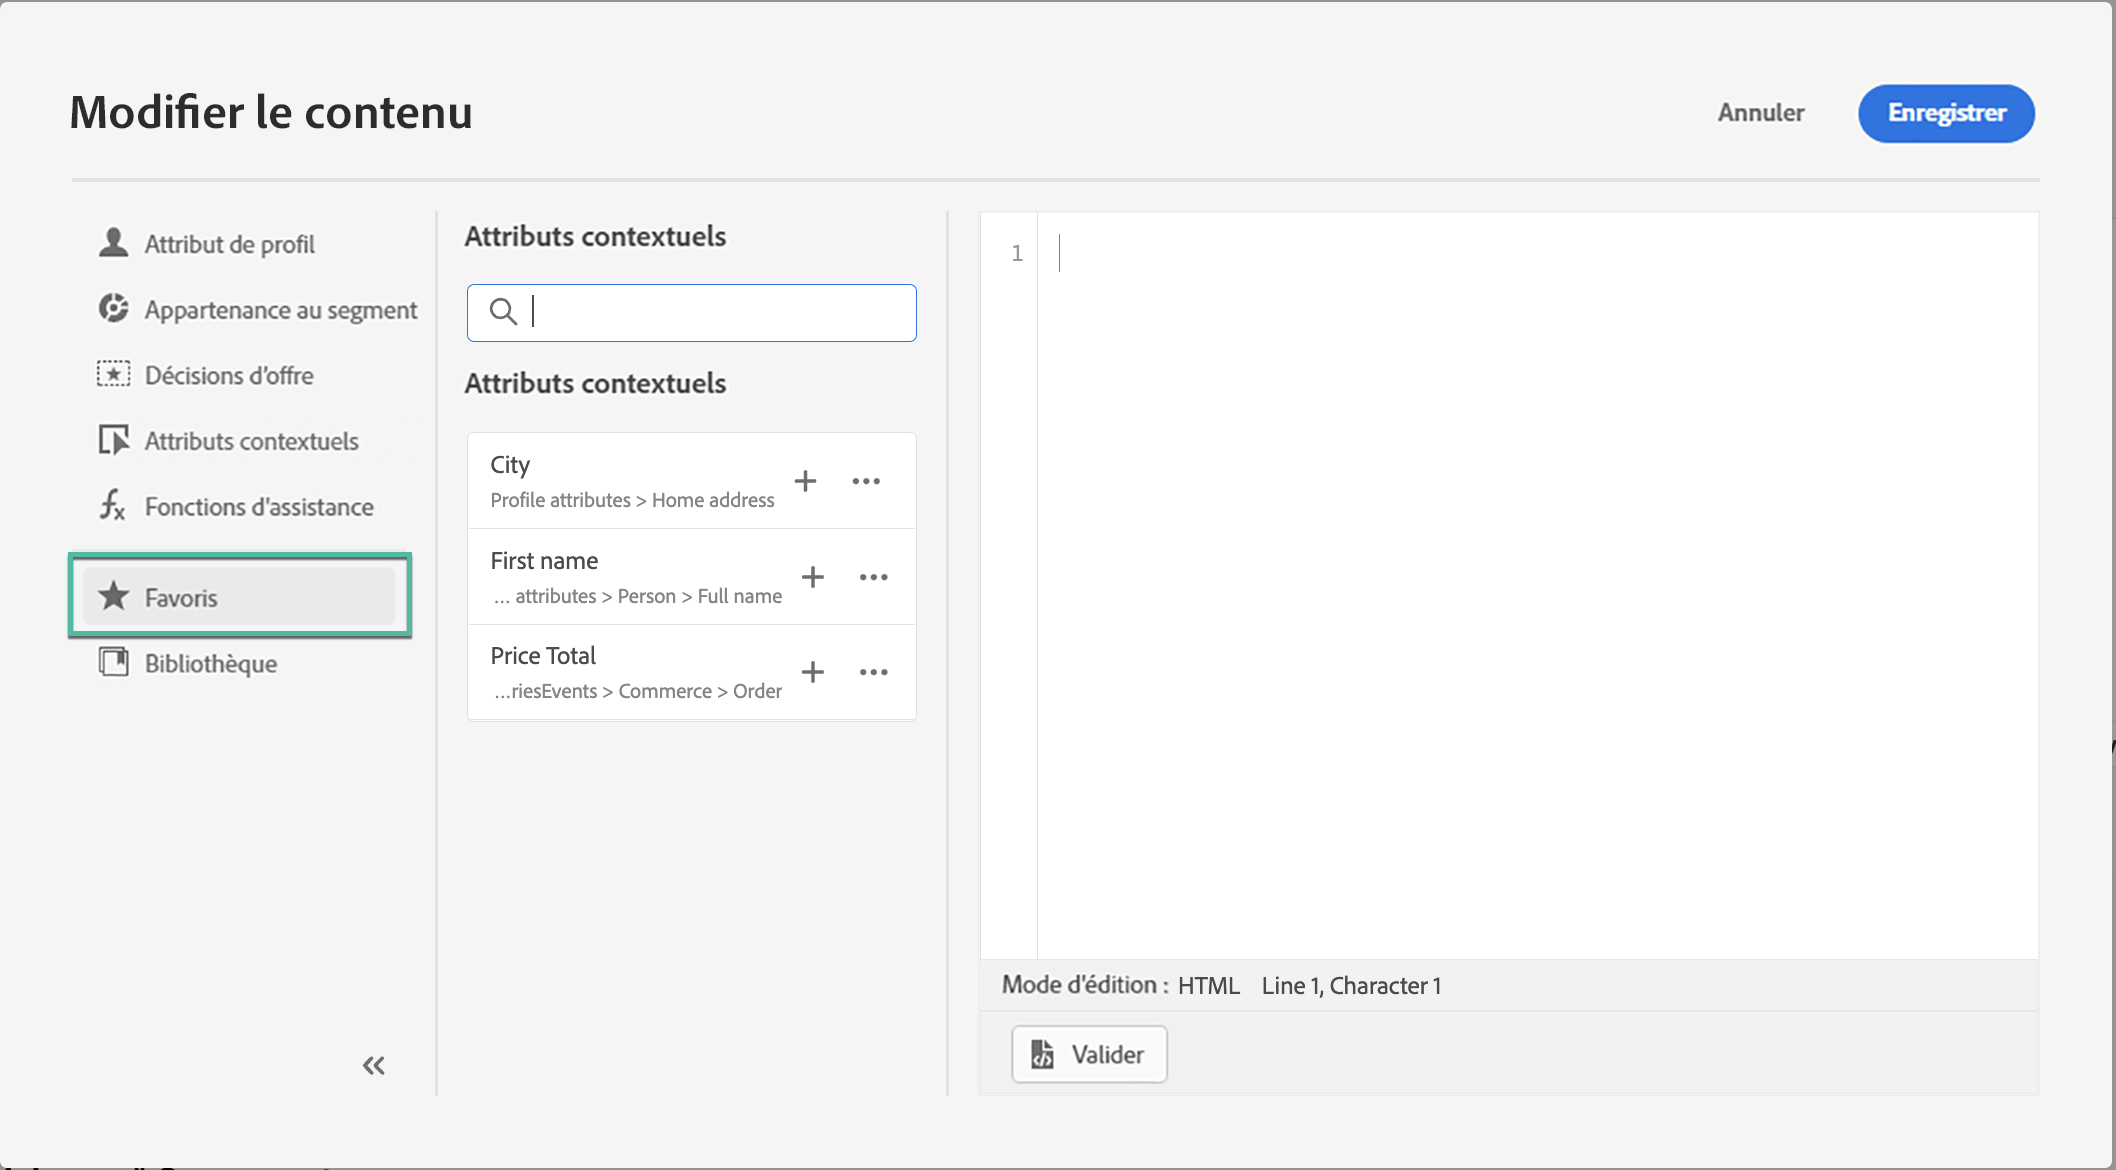 Modifier le contenu
Annuler
Enregistrer
Attribut de profil
Appartenance au segment
Décisions d'offre
Attributs contextuels
Fonctions d'assistance
Favoris
Bibliothèque
Attributs contextuels
Attributs contextuels
City
Profile attributes > Home address
First name
... attributes > Person > Full name
Price Total
...riesEvents > Commerce > Order
1
Mode d'édition : HTML Line 1, Character 1
Valider